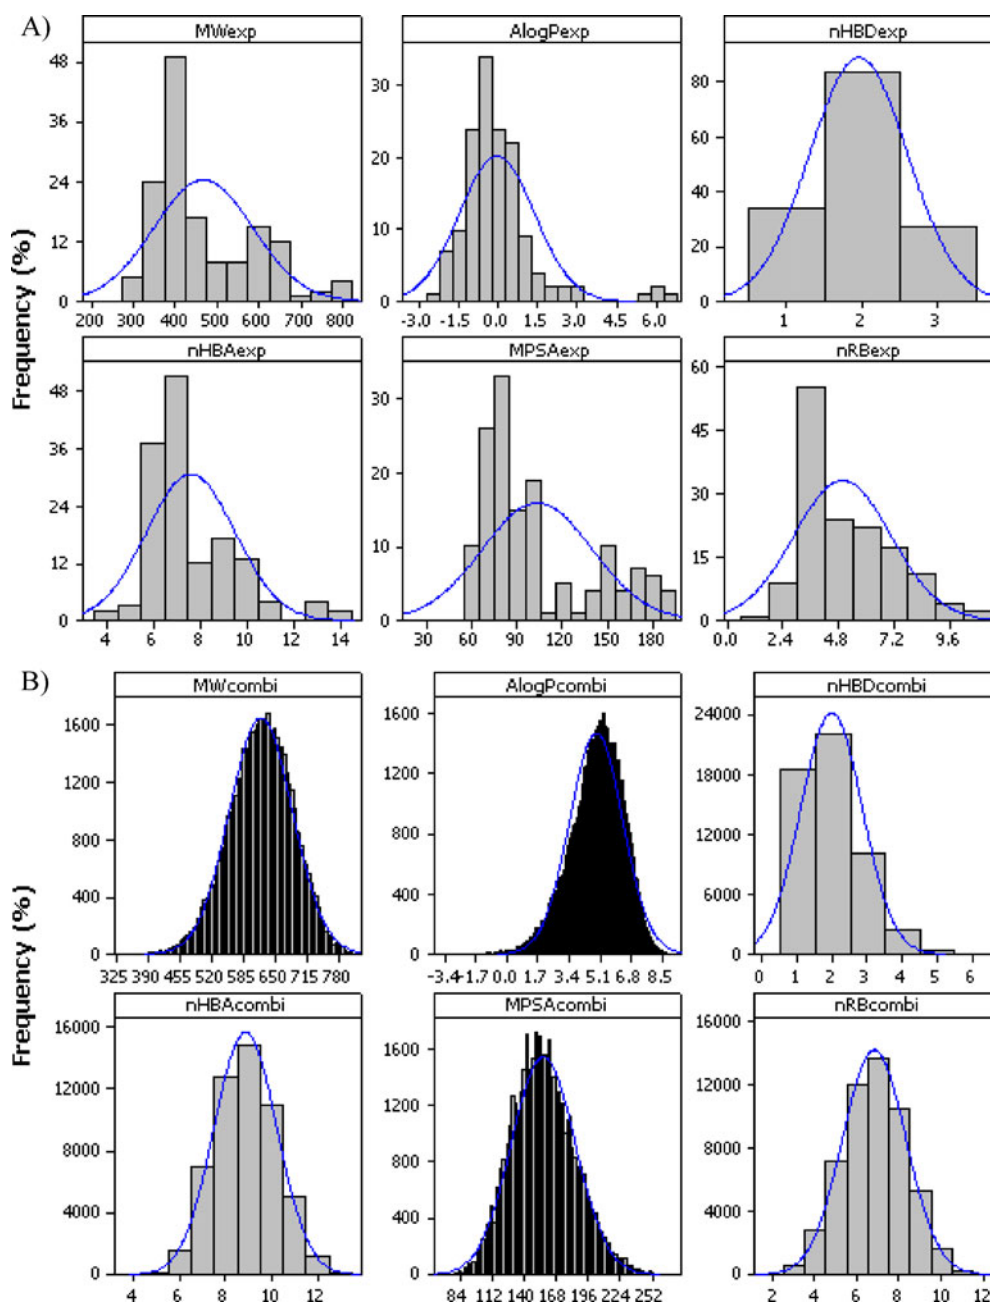 A)
MWexp
AlogPexp
nHBDexp
48
36
24
12
0
200 300 400 500 600 700 800
30
20
10
0
-3.0 -1.5 0.0 1.5 3.0 4.5 6.0
80
60
40
20
0
1 2 3
Frequency (%)
nHBAexp
MPSAexp
nRBexp
48
36
24
12
0
4 6 8 10 12 14
30
20
10
0
30 60 90 120 150 180
60
45
30
15
0
0.0 2.4 4.8 7.2 9.6
B)
MWcombi
AlogPcombi
nHBDcombi
1600
1200
800
400
0
325 390 455 520 585 650 715 780
1600
1200
800
400
0
-3.4 -1.7 0.0 1.7 3.4 5.1 6.8 8.5
24000
18000
12000
6000
0
0 1 2 3 4 5 6
Frequency (%)
nHBAcombi
MPSAcombi
nRBcombi
16000
12000
8000
4000
0
4 6 8 10 12
1600
1200
800
400
0
84 112 140 168 196 224 252
16000
12000
8000
4000
0
2 4 6 8 10 12